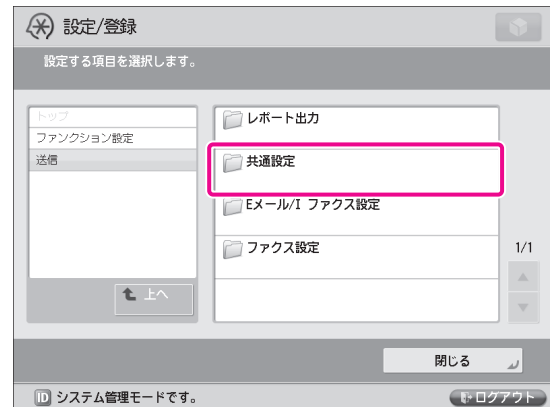 設定/登録
設定する項目を選択します。
トップ
ファンクション設定
送信
上へ
レポート出力
共通設定
Eメール/I ファクス設定
ファクス設定
1/1
閉じる
ID システム管理モードです。
ログアウト